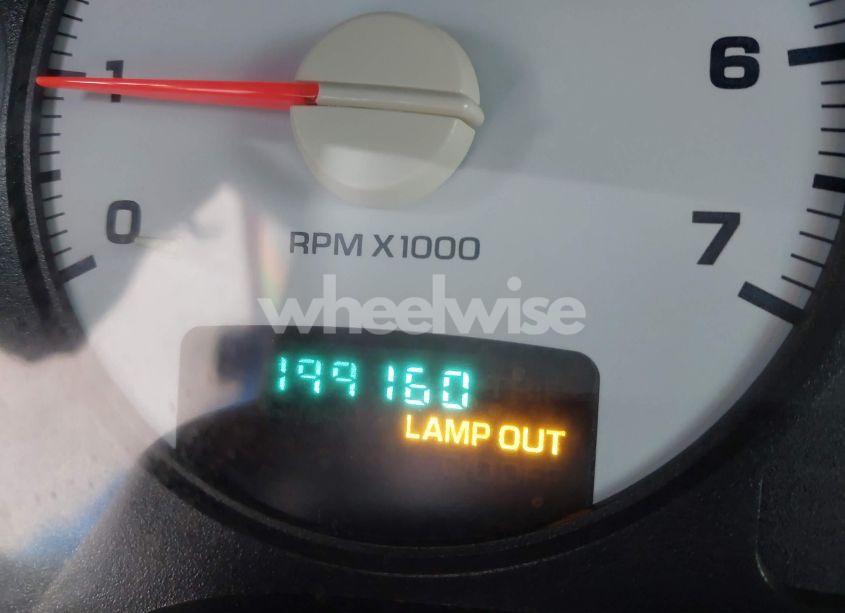 1
6
0
7
RPM X1000
wheelwise
199160
LAMP OUT